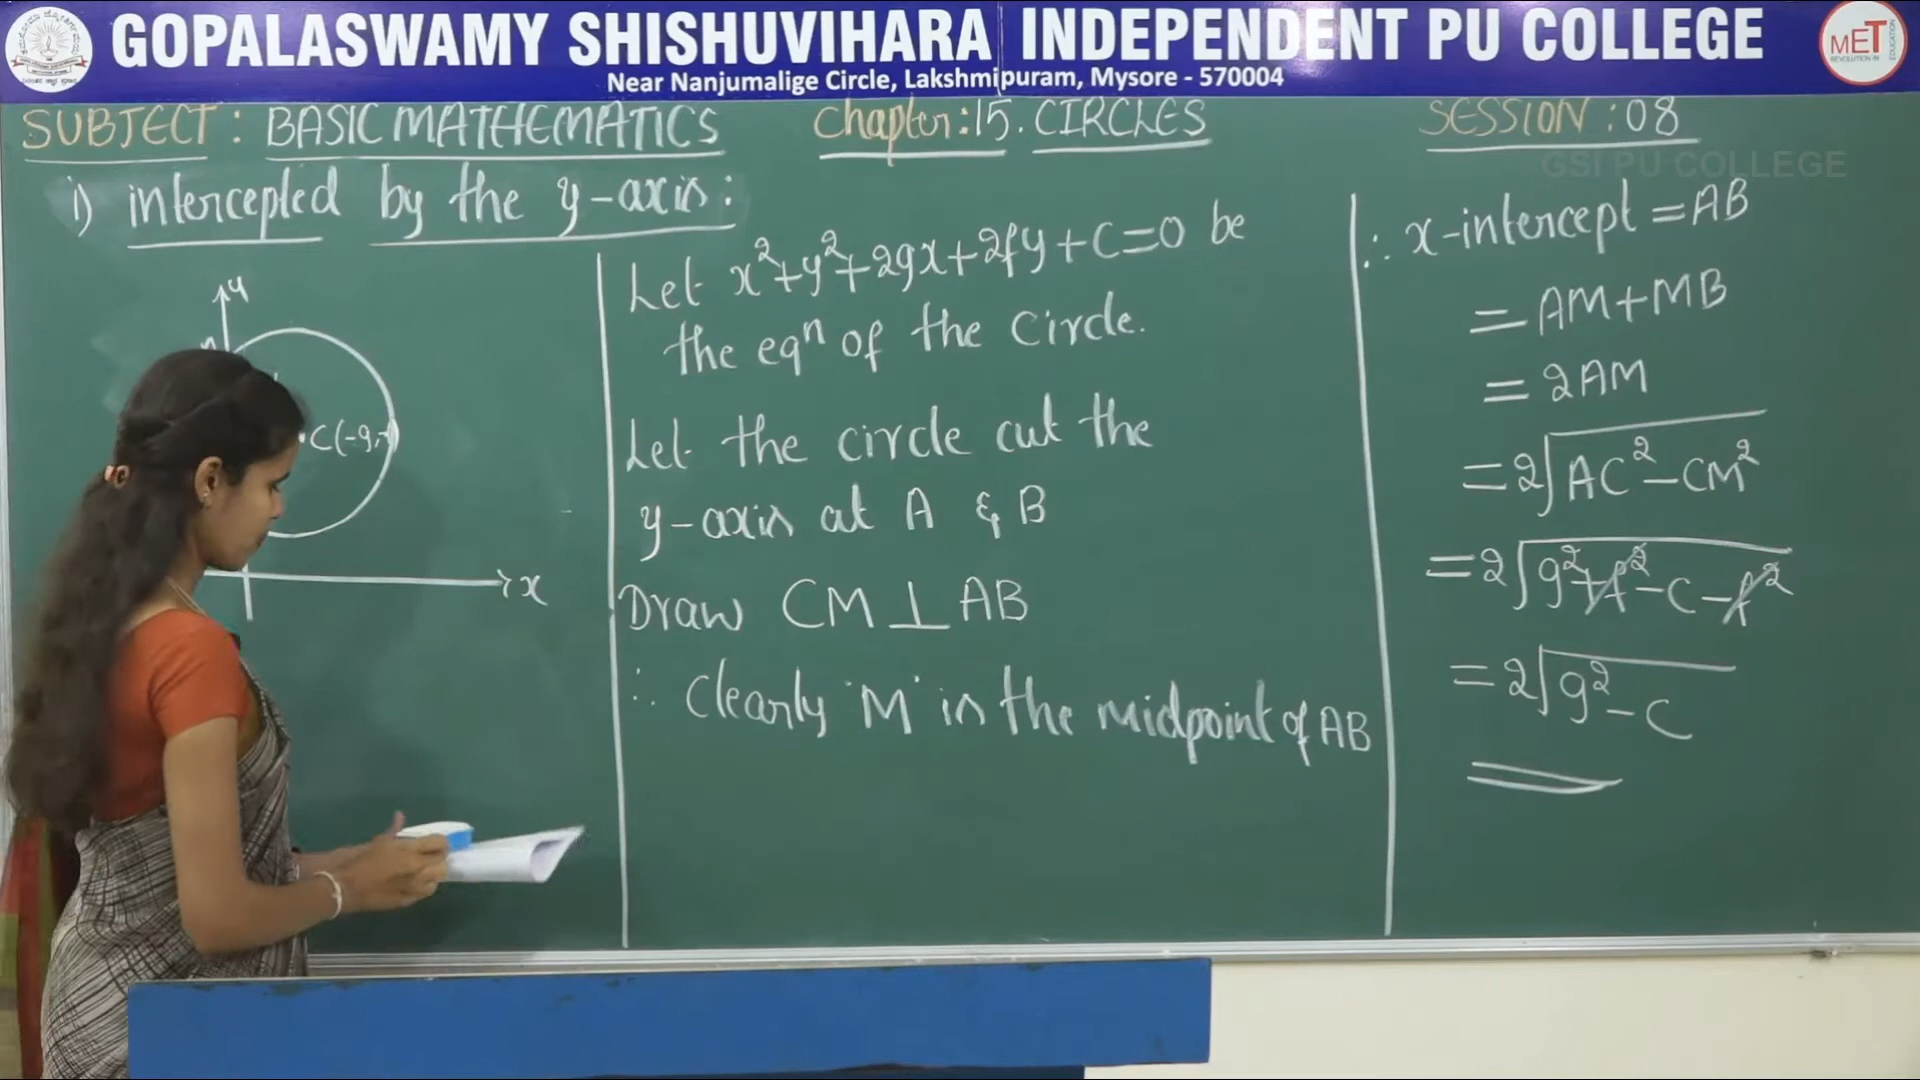 GOPALASWAMY SHISHUVIHARA INDEPENDENT PU COLLEGE
Near Nanjumalige Circle, Lakshmipuram, Mysore - 570004
MET
SUBJECT : BASIC MATHEMATICS
Chapter:15. CIRCLES
SESSION : 08
GSI PU COLLEGE
i) intercepted by the y-axis:
y
C(-g,
x
Let x²+y²+2gx+2fy+c=0 be
the eqⁿ of the circle.
Let the circle cut the
y-axis at A & B
Draw CM⊥AB
∴ Clearly 'M' is the midpoint of AB
∴ x-intercept = AB
= AM+MB
= 2AM
= 2√AC²-CM²
= 2√g²+f²-c-f²
= 2√g²-c